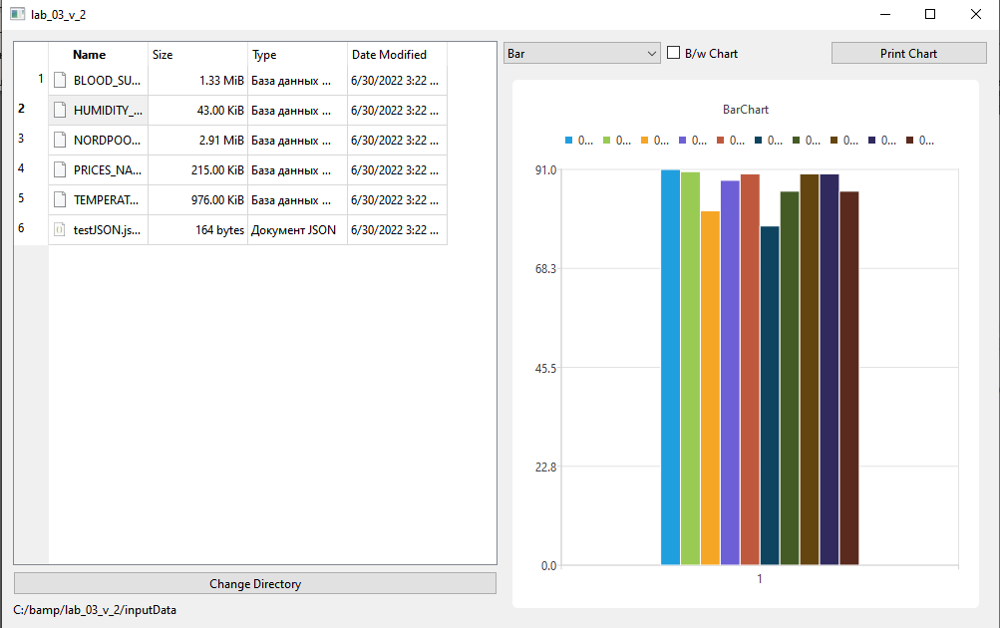 lab_03_v_2
Name Size Type Date Modified
1 BLOOD_SU... 1.33 MiB База данных ... 6/30/2022 3:22 ...
2 HUMIDITY_... 43.00 KiB База данных ... 6/30/2022 3:22 ...
3 NORDPOO... 2.91 MiB База данных ... 6/30/2022 3:22 ...
4 PRICES_NA... 215.00 KiB База данных ... 6/30/2022 3:22 ...
5 TEMPERAT... 976.00 KiB База данных ... 6/30/2022 3:22 ...
6 testJSON.js... 164 bytes Документ JSON 6/30/2022 3:22 ...
Change Directory
C:/bamp/lab_03_v_2/inputData
Bar B/w Chart Print Chart
BarChart
0... 0... 0... 0... 0... 0... 0... 0... 0... 0...
91.0
68.3
45.5
22.8
0.0
1